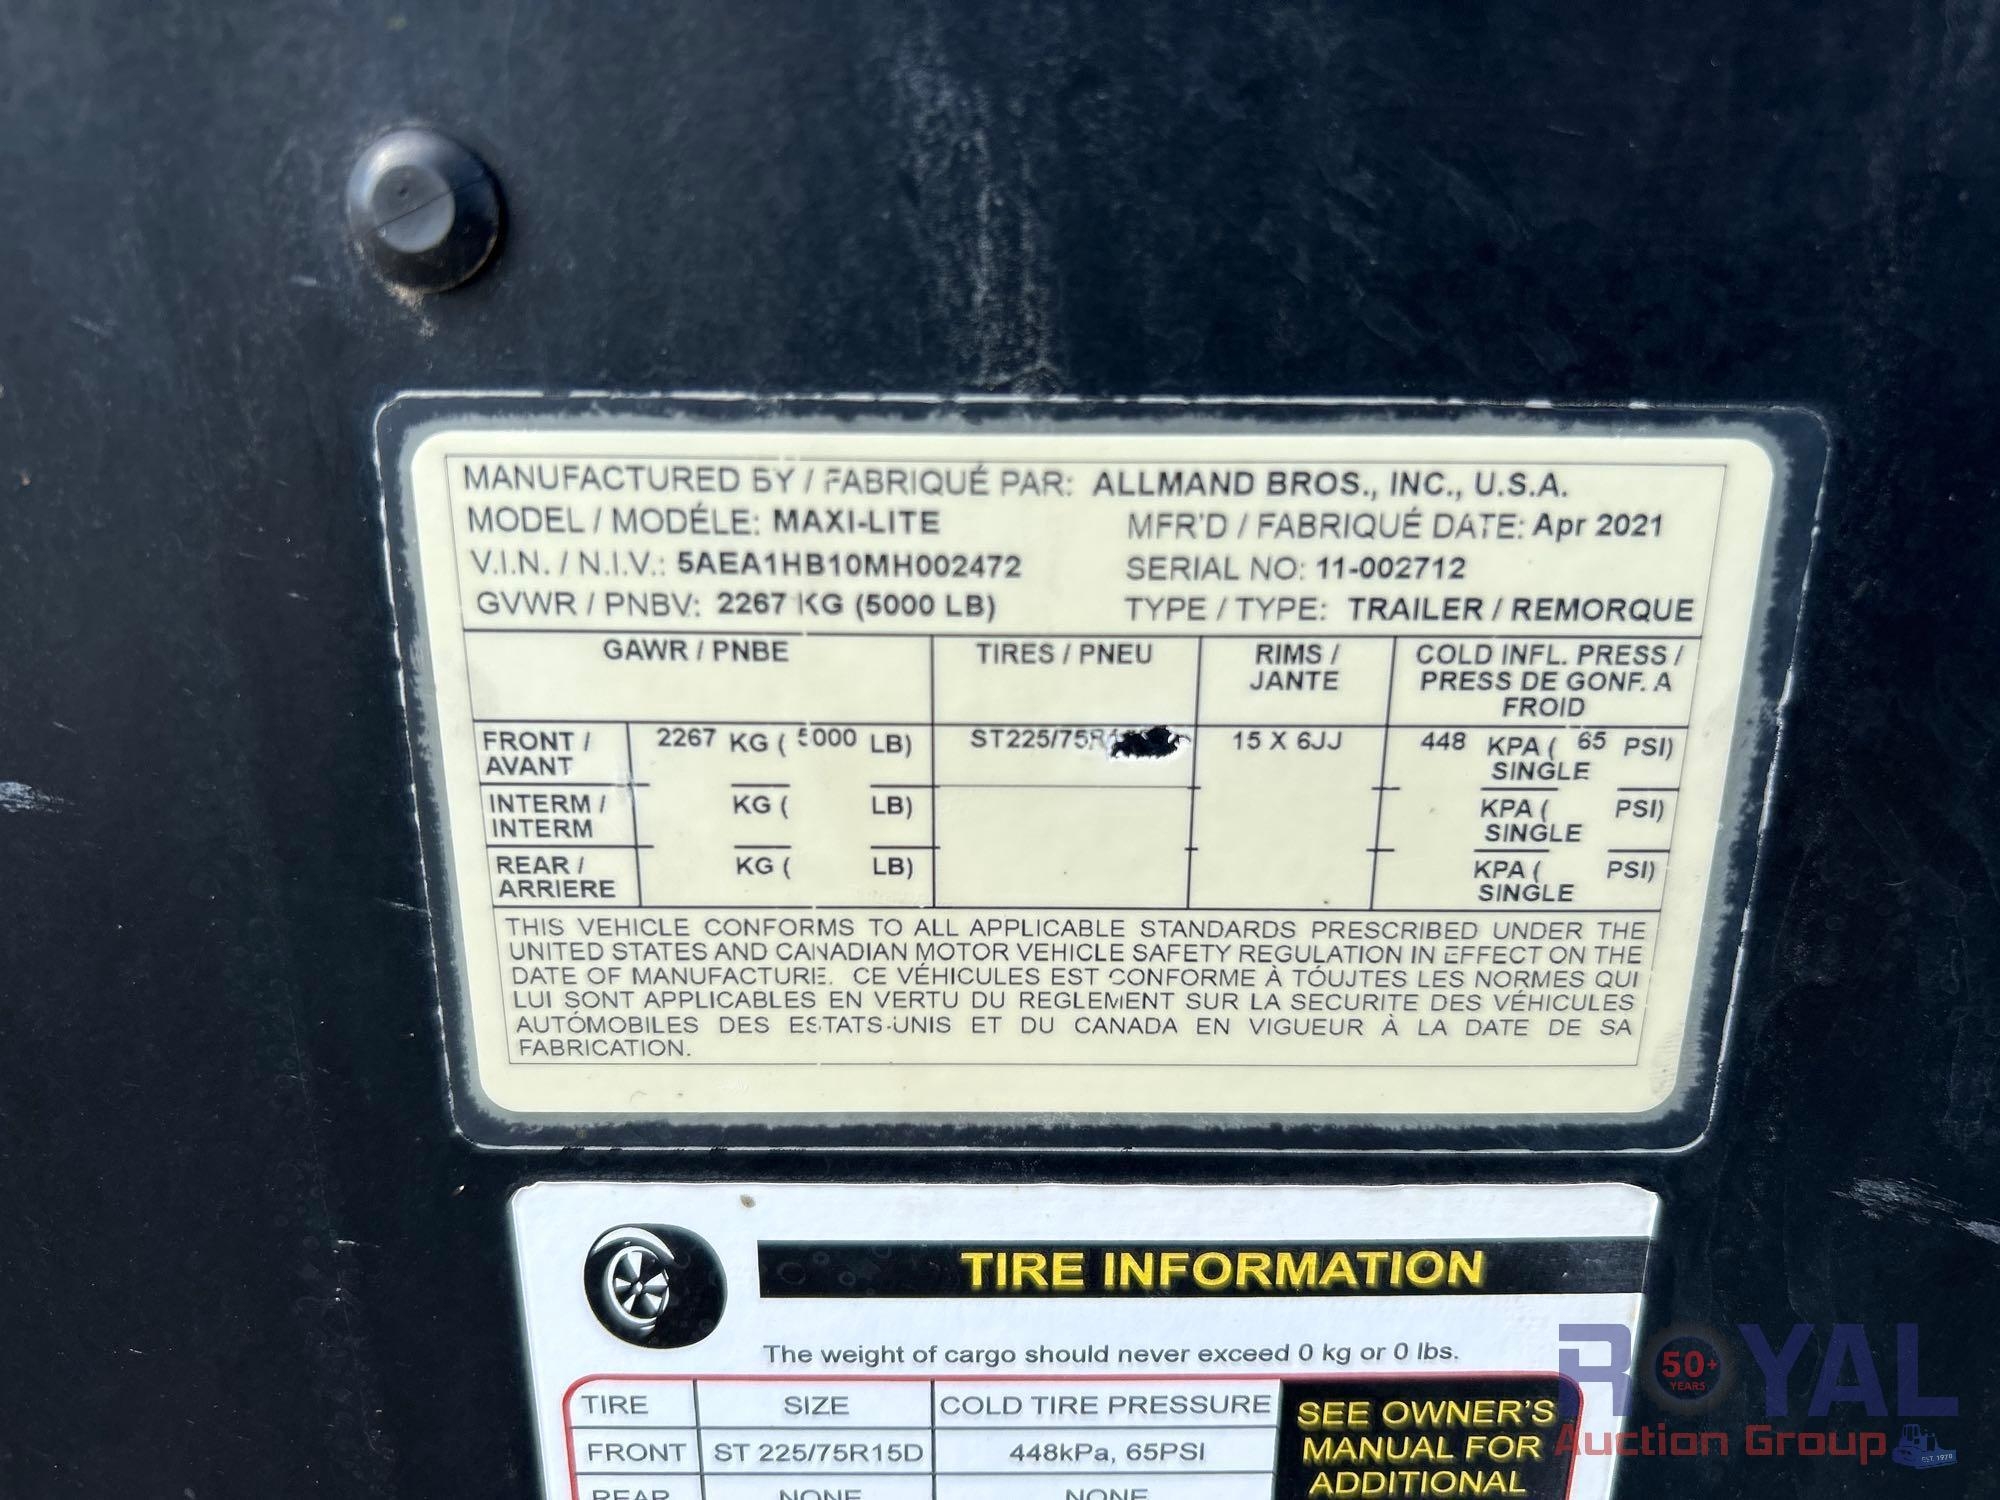 MANUFACTURED BY / FABRIQUÉ PAR: ALLMAND BROS., INC., U.S.A.
MODEL / MODÉLE: MAXI-LITE MFR'D / FABRIQUÉ DATE: Apr 2021
V.I.N. / N.I.V.: 5AEA1HB10MH002472 SERIAL NO: 11-002712
GVWR / PNBV: 2267 KG (5000 LB) TYPE / TYPE: TRAILER / REMORQUE
GAWR / PNBE TIRES / PNEU RIMS / JANTE COLD INFL. PRESS / PRESS DE GONF. A FROID
FRONT / AVANT 2267 KG ( 5000 LB) 15 X 6JJ 448 KPA ( 65 PSI) SINGLE
INTERM / INTERM KG ( LB) KPA ( PSI) SINGLE
REAR / ARRIERE KG ( LB) KPA ( PSI) SINGLE
THIS VEHICLE CONFORMS TO ALL APPLICABLE STANDARDS PRESCRIBED UNDER THE
UNITED STATES AND CANADIAN MOTOR VEHICLE SAFETY REGULATION IN EFFECT ON THE
DATE OF MANUFACTURE. CE VÉHICULES EST CONFORME À TÓUJTES LES NORMES QUI
LUI SONT APPLICABLES EN VERTU DU REGLEMENT SUR LA SECURITE DES VÉHICULES
AUTÓMOBILES DES ESTATS-UNIS ET DU CANADA EN VIGUEUR À LA DATE DE SA
FABRICATION.
TIRE INFORMATION
The weight of cargo should never exceed 0 kg or 0 lbs.
TIRE SIZE COLD TIRE PRESSURE
FRONT ST 225/75R15D 448kPa, 65PSI
REAR NONE NONE
SEE OWNER'S
MANUAL FOR
ADDITIONAL
ROYAL
50+
YEARS
Auction Group
EST. 1970